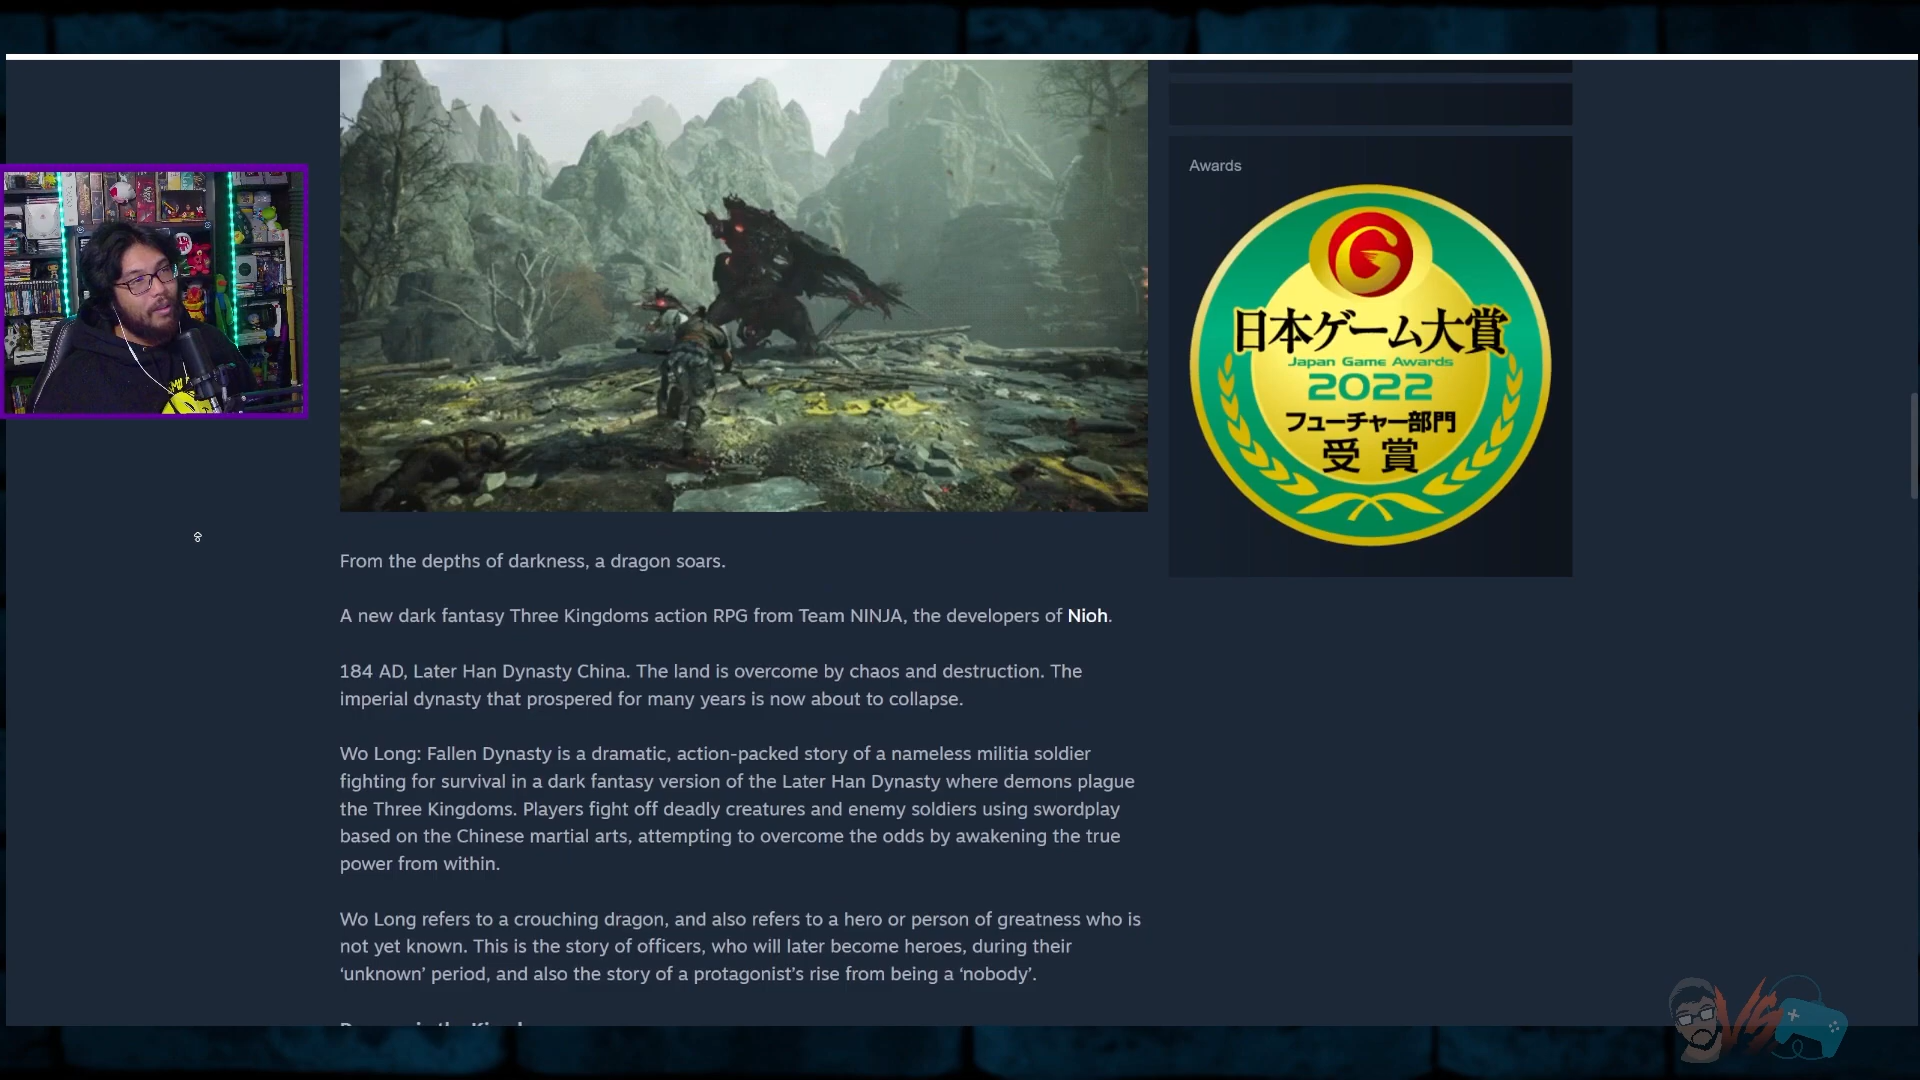 Awards
日本ゲーム大賞
Japan Game Awards
2022
フューチャー部門
受賞
From the depths of darkness, a dragon soars.
A new dark fantasy Three Kingdoms action RPG from Team NINJA, the developers of Nioh.
184 AD, Later Han Dynasty China. The land is overcome by chaos and destruction. The
imperial dynasty that prospered for many years is now about to collapse.
Wo Long: Fallen Dynasty is a dramatic, action-packed story of a nameless militia soldier
fighting for survival in a dark fantasy version of the Later Han Dynasty where demons plague
the Three Kingdoms. Players fight off deadly creatures and enemy soldiers using swordplay
based on the Chinese martial arts, attempting to overcome the odds by awakening the true
power from within.
Wo Long refers to a crouching dragon, and also refers to a hero or person of greatness who is
not yet known. This is the story of officers, who will later become heroes, during their
‘unknown’ period, and also the story of a protagonist’s rise from being a ‘nobody’.
VS